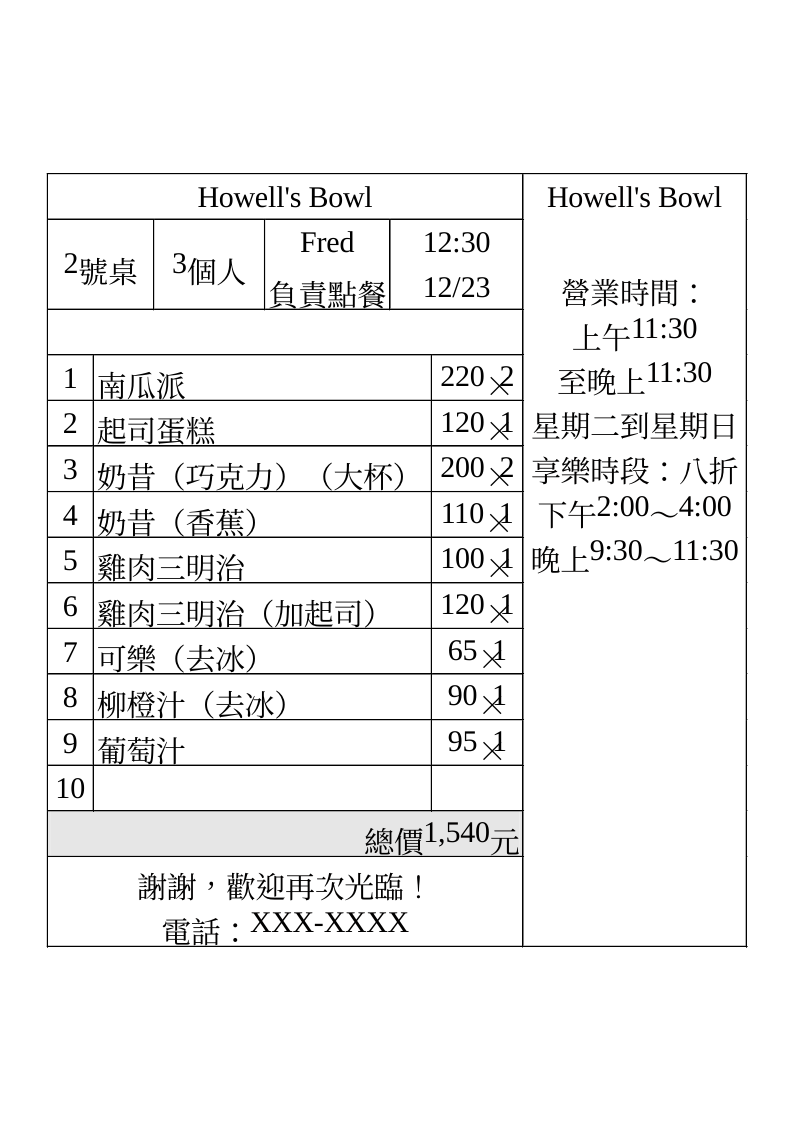 Howell's Bowl
2號桌 3個人 Fred 負責點餐 12:30 12/23
1 南瓜派 220×2
2 起司蛋糕 120×1
3 奶昔（巧克力）（大杯） 200×2
4 奶昔（香蕉） 110×1
5 雞肉三明治 100×1
6 雞肉三明治（加起司） 120×1
7 可樂（去冰） 65×1
8 柳橙汁（去冰） 90×1
9 葡萄汁 95×1
10
總價1,540元
謝謝，歡迎再次光臨！
電話：XXX-XXXX
Howell's Bowl
營業時間：
上午11:30
至晚上11:30
星期二到星期日
享樂時段：八折
下午2:00～4:00
晚上9:30～11:30